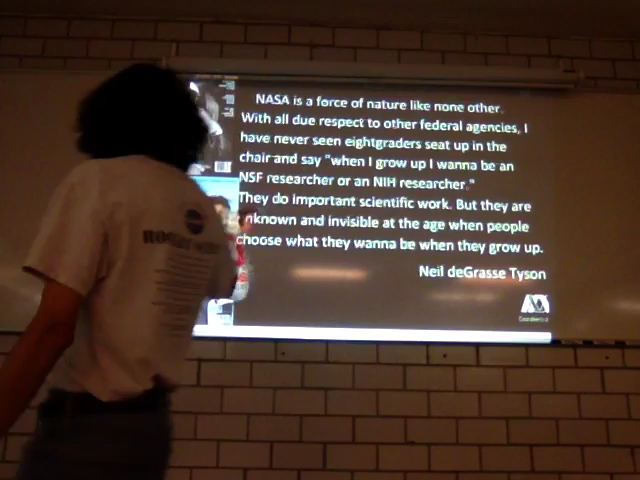 NASA is a force of nature like none other.
With all due respect to other federal agencies, I
have never seen eightgraders seat up in the
chair and say "when I grow up I wanna be an
NSF researcher or an NIH researcher."
They do important scientific work. But they are
nknown and invisible at the age when people
choose what they wanna be when they grow up.
Neil deGrasse Tyson